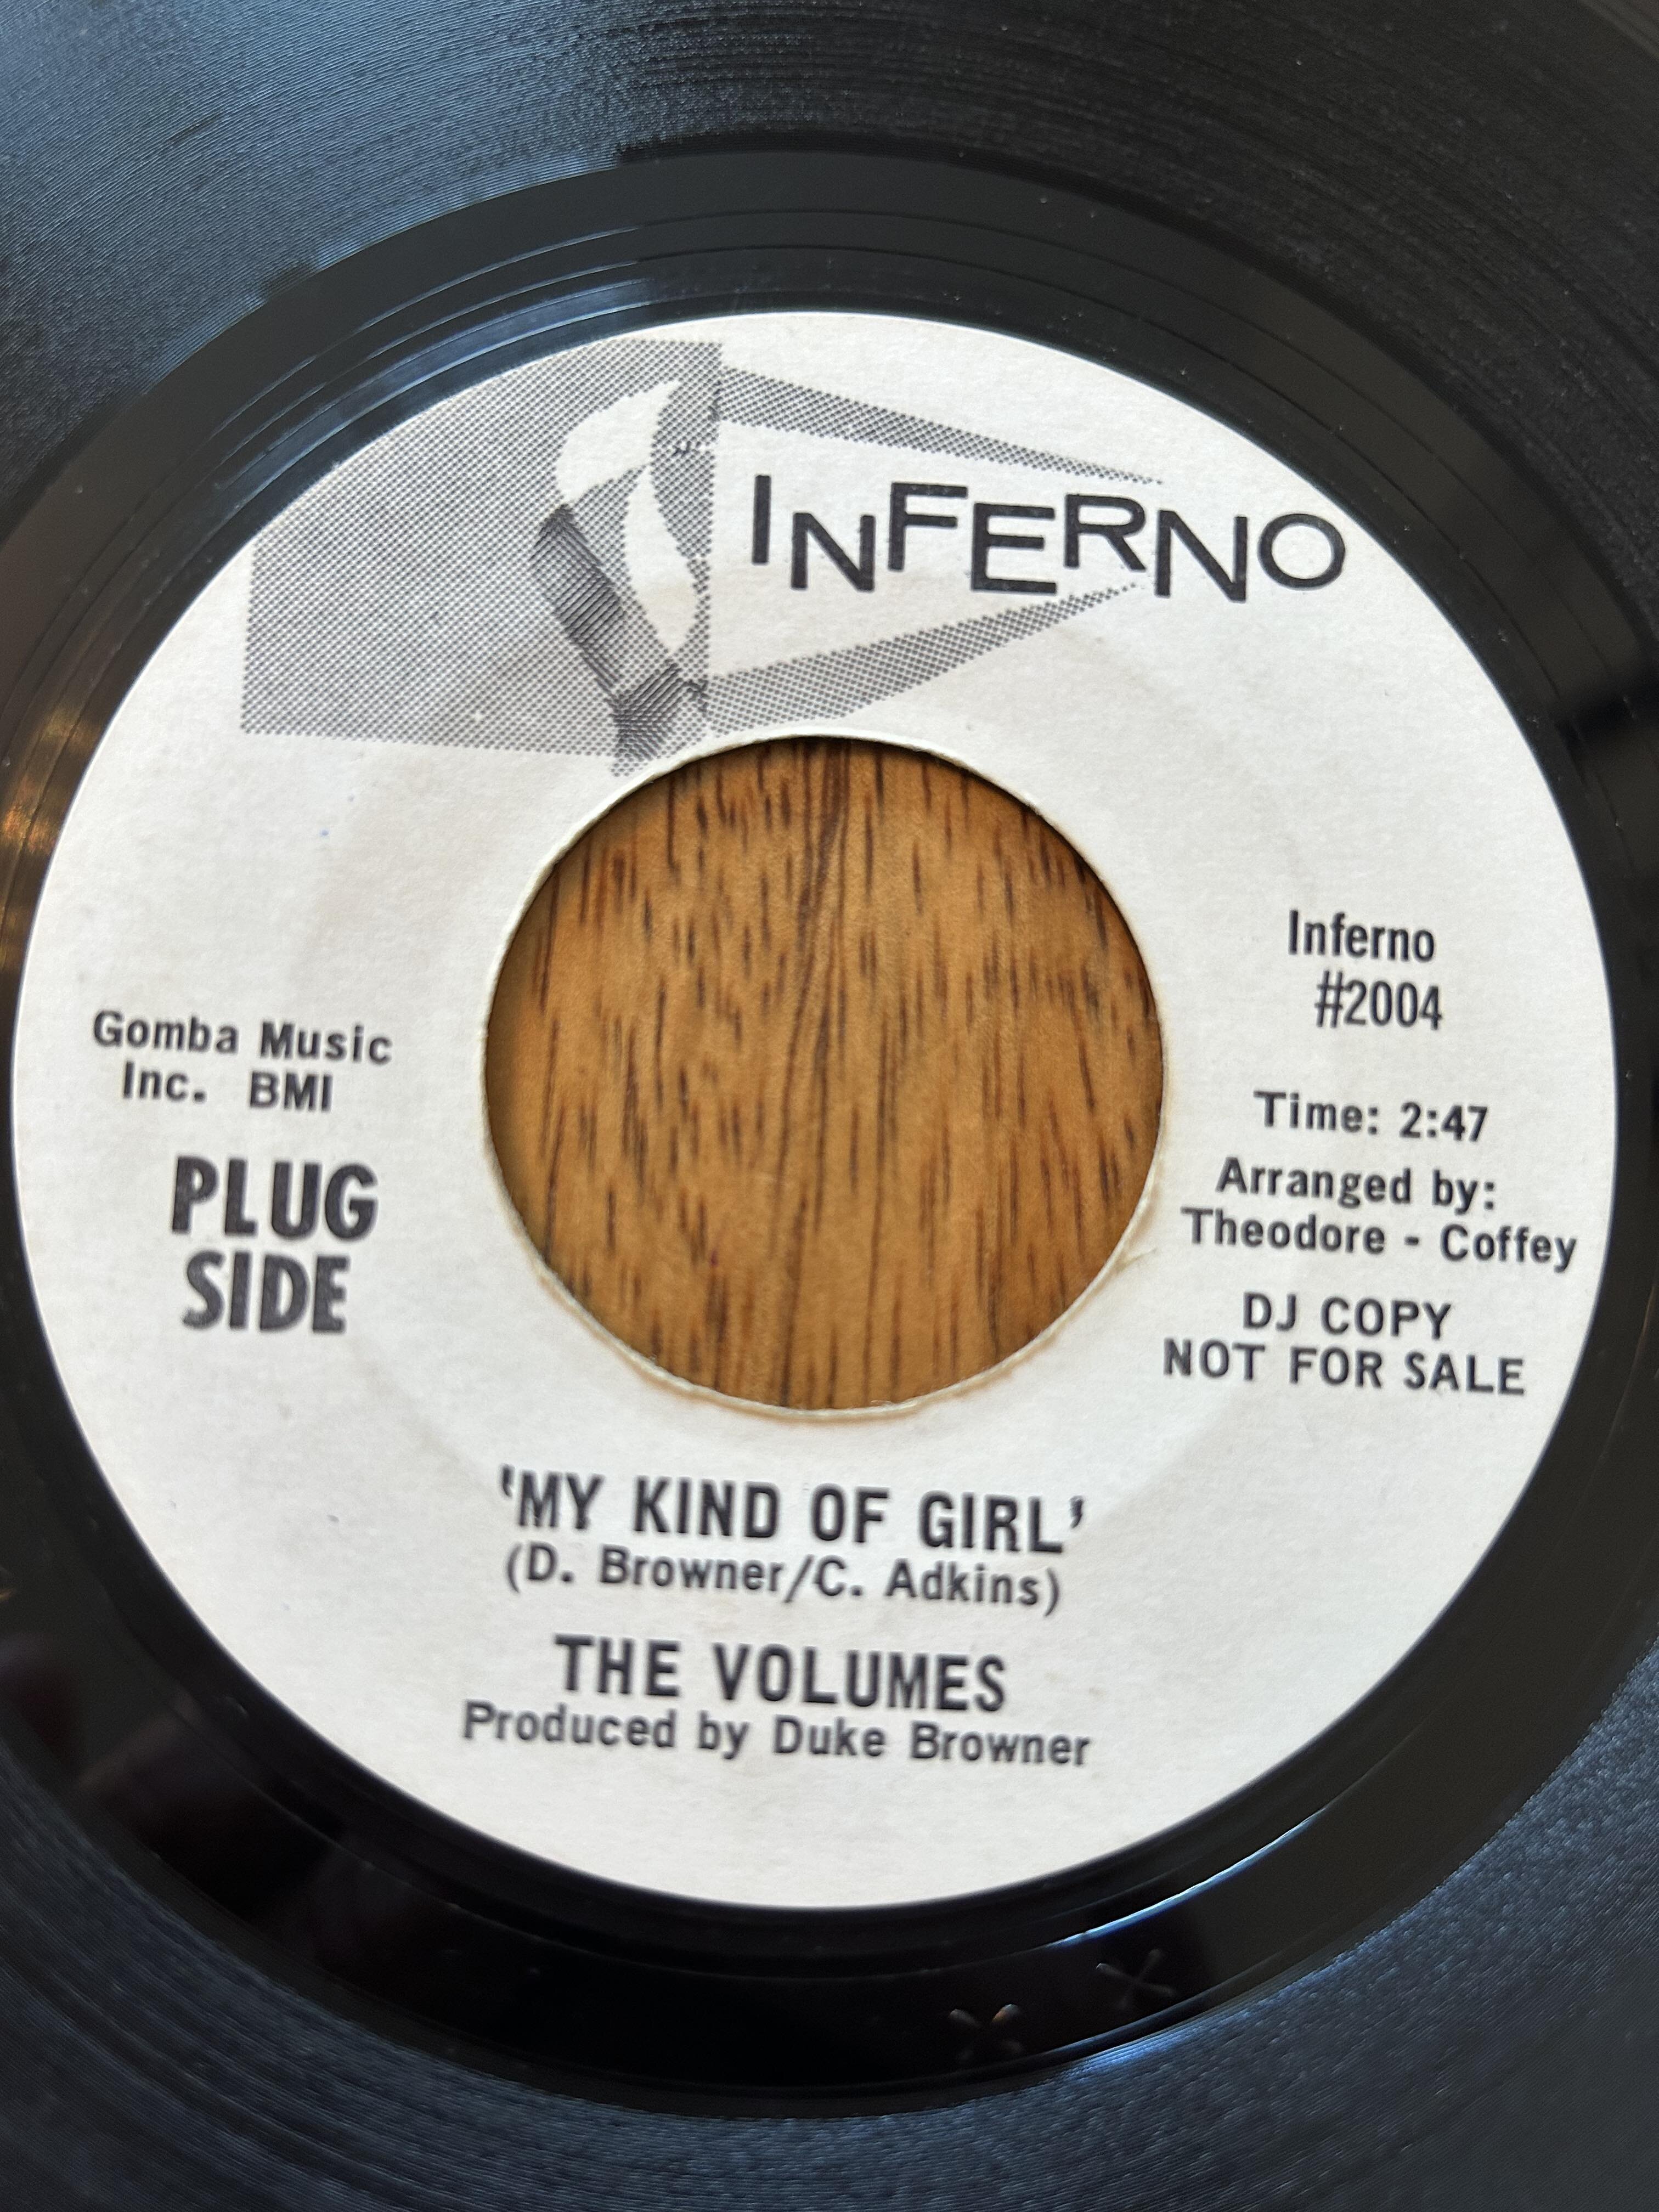 INFERNO
Inferno
#2004
Gomba Music
Inc. BMI
PLUG
SIDE
Time: 2:47
Arranged by:
Theodore - Coffey
DJ COPY
NOT FOR SALE
'MY KIND OF GIRL'
(D. Browner/C. Adkins)
THE VOLUMES
Produced by Duke Browner